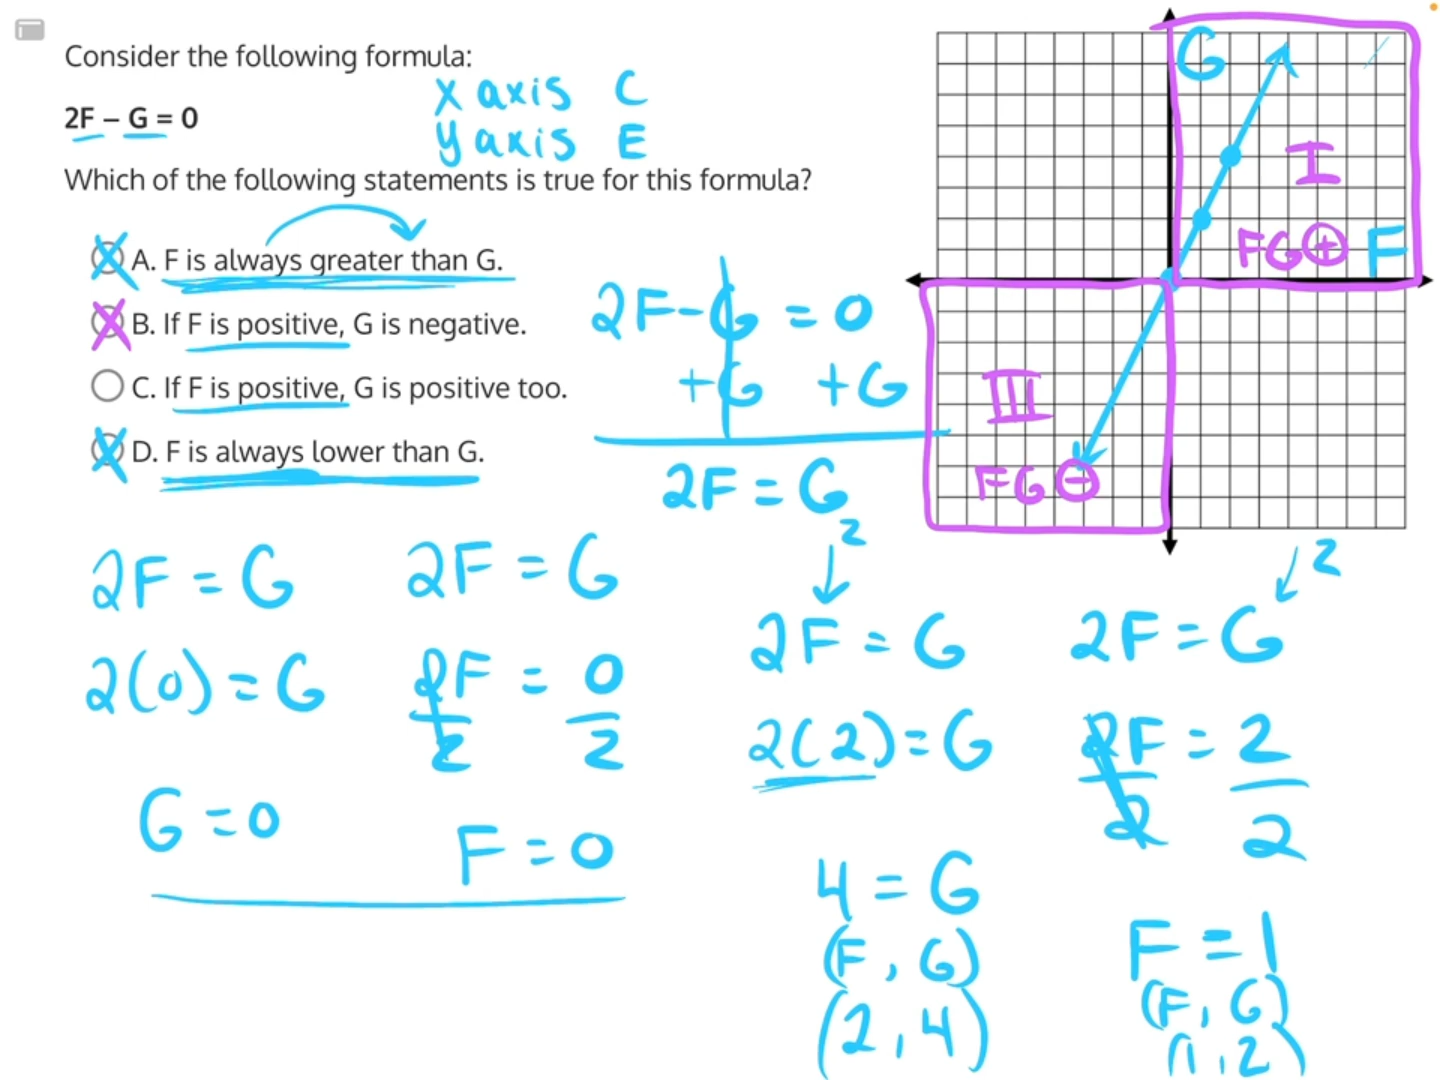 Consider the following formula:
2F – G = 0
x axis C
y axis E
Which of the following statements is true for this formula?
A. F is always greater than G.
B. If F is positive, G is negative.
C. If F is positive, G is positive too.
D. F is always lower than G.
G
I
FG +
F
III
FG −
2F - G = 0
+G +G
2F = G
2F = G
2(0) = G
G = 0
2F = G
2F = 0
2 2
F = 0
2
2F = G
2(2) = G
4 = G
(F, G)
(2, 4)
2
2F = G
2F = 2
2 2
F = 1
(F, G)
(1, 2)